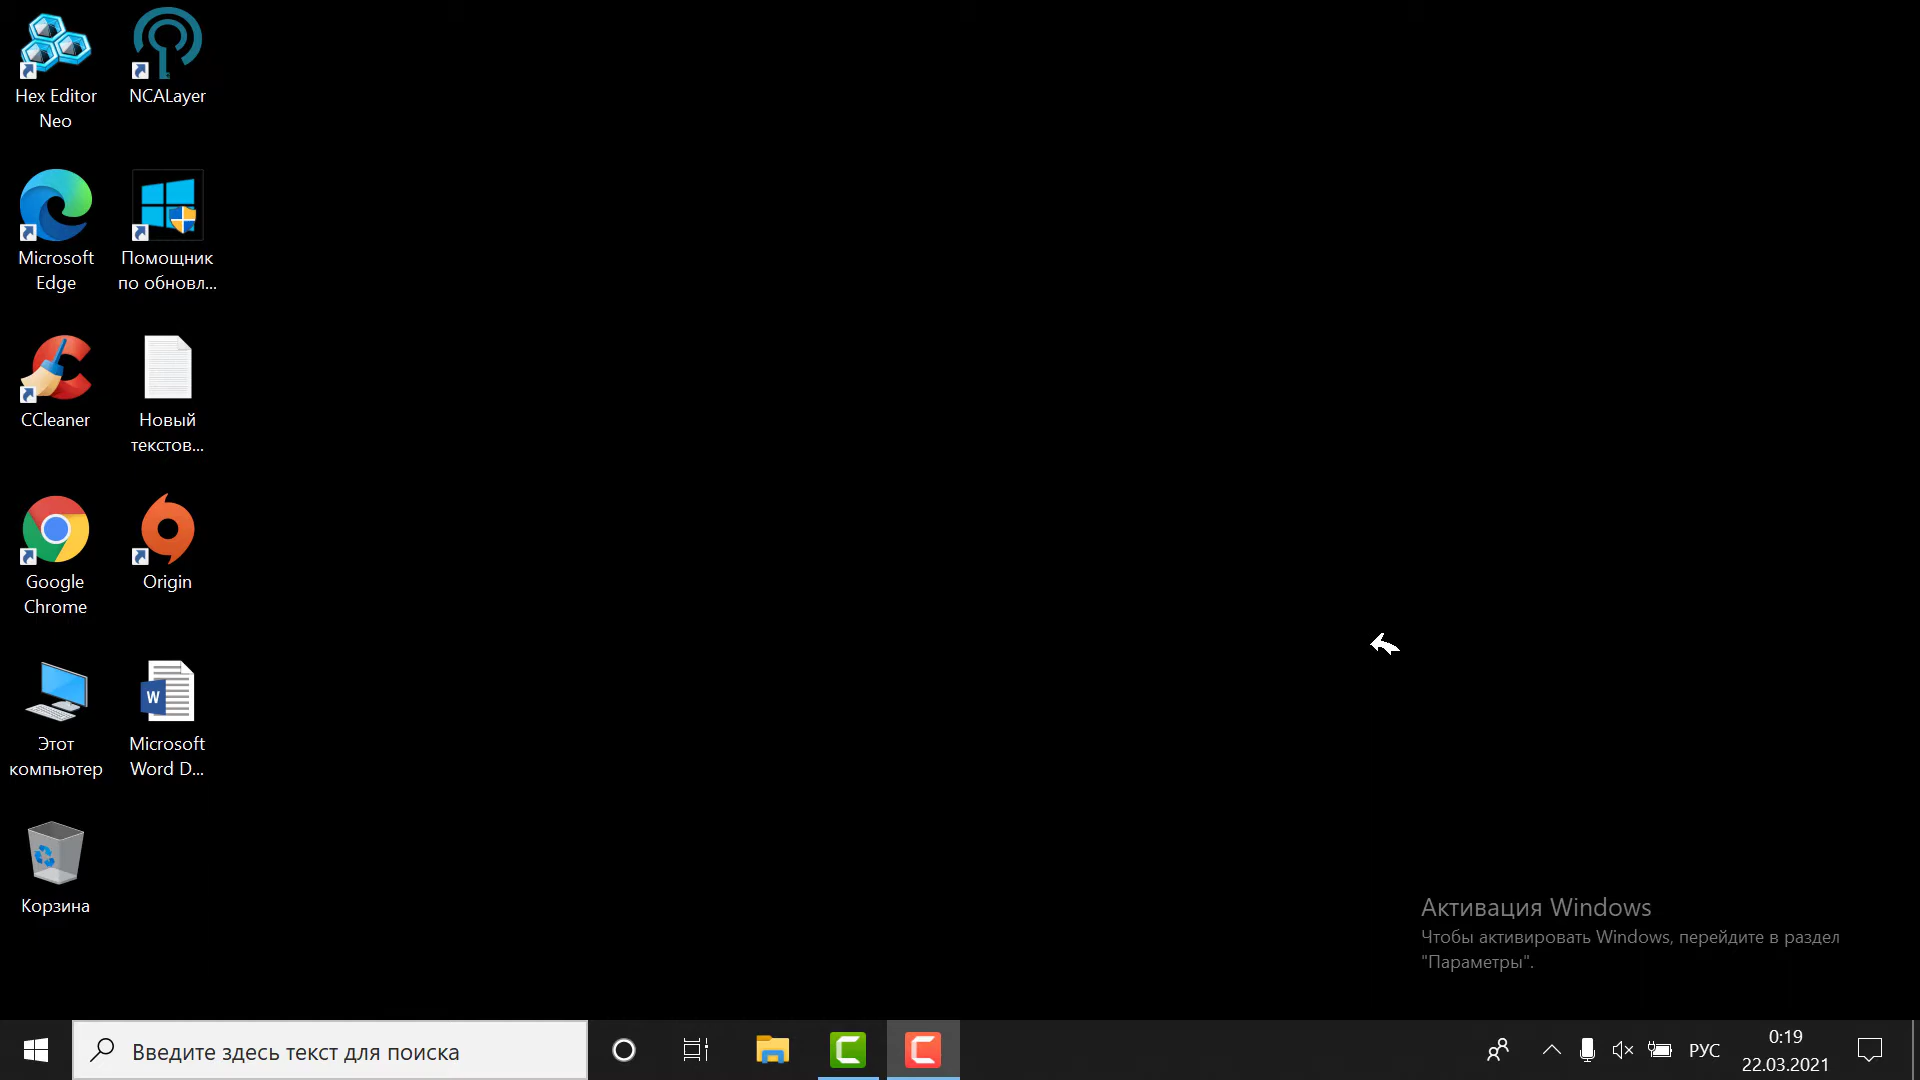 Hex Editor
Neo
NCALayer
Microsoft
Edge
Помощник
по обновл...
CCleaner
Новый
текстов...
Google
Chrome
Origin
Этот
компьютер
W
Microsoft
Word D...
Корзина
Активация Windows
Чтобы активировать Windows, перейдите в раздел
"Параметры".
Введите здесь текст для поиска
РУС
0:19
22.03.2021